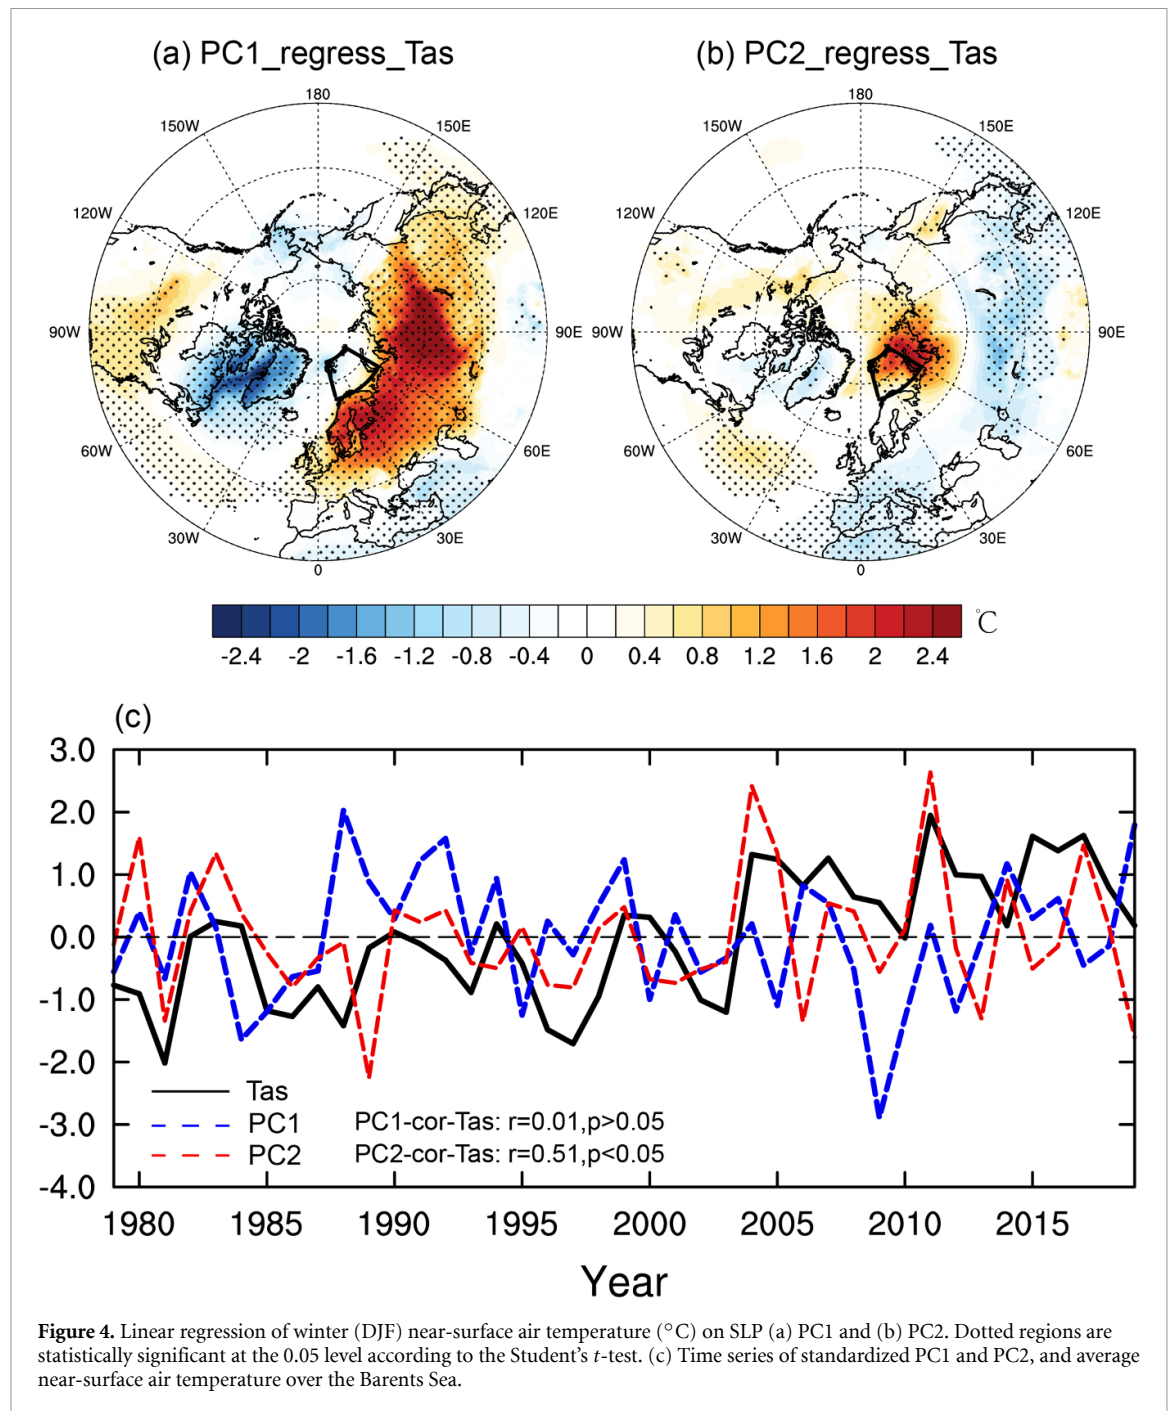 (a) PC1_regress_Tas
(b) PC2_regress_Tas
180
150W
150E
120W
120E
90W
90E
60W
60E
30W
30E
0
180
150W
150E
120W
120E
90W
90E
60W
60E
30W
30E
0
-2.4 -2 -1.6 -1.2 -0.8 -0.4 0 0.4 0.8 1.2 1.6 2 2.4
°C
(c)
3.0
2.0
1.0
0.0
-1.0
-2.0
-3.0
-4.0
Tas
PC1 PC1-cor-Tas: r=0.01,p>0.05
PC2 PC2-cor-Tas: r=0.51,p<0.05
1980 1985 1990 1995 2000 2005 2010 2015
Year
Figure 4. Linear regression of winter (DJF) near-surface air temperature (°C) on SLP (a) PC1 and (b) PC2. Dotted regions are
statistically significant at the 0.05 level according to the Student's t-test. (c) Time series of standardized PC1 and PC2, and average
near-surface air temperature over the Barents Sea.